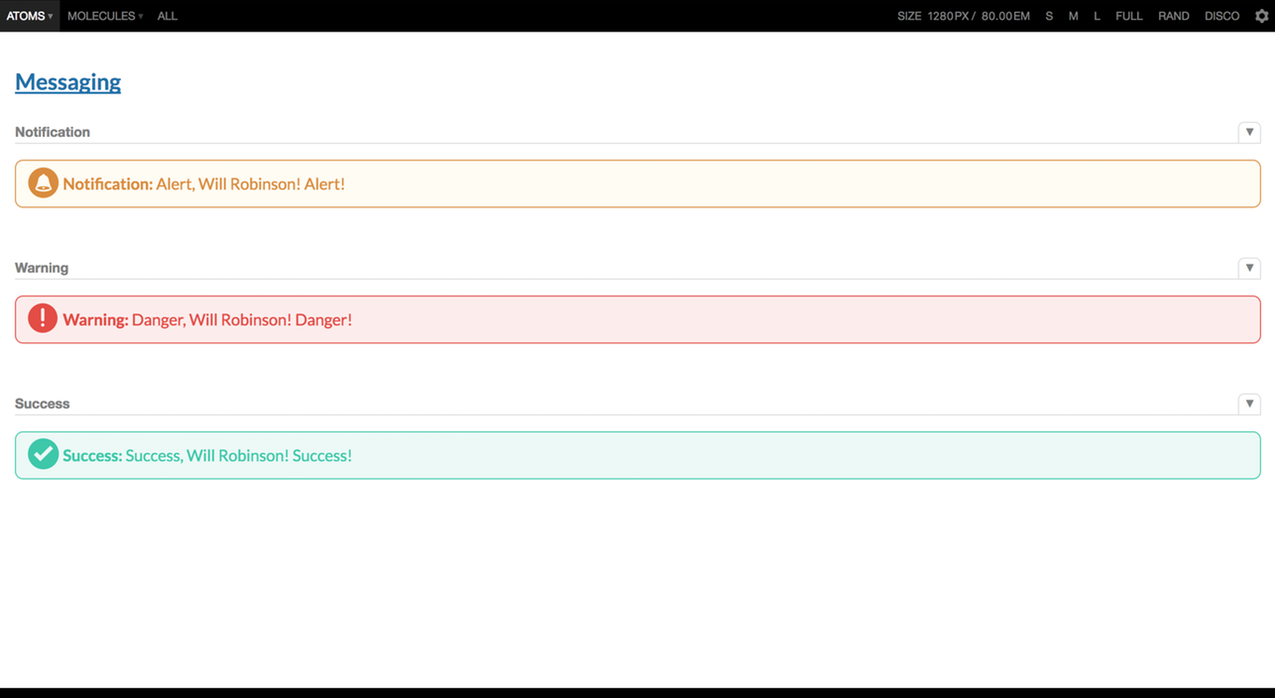 ATOMS ▾ MOLECULES ▾ ALL SIZE 1280PX / 80.00EM S M L FULL RAND DISCO
Messaging
Notification ▼
Notification: Alert, Will Robinson! Alert!
Warning ▼
Warning: Danger, Will Robinson! Danger!
Success ▼
Success: Success, Will Robinson! Success!